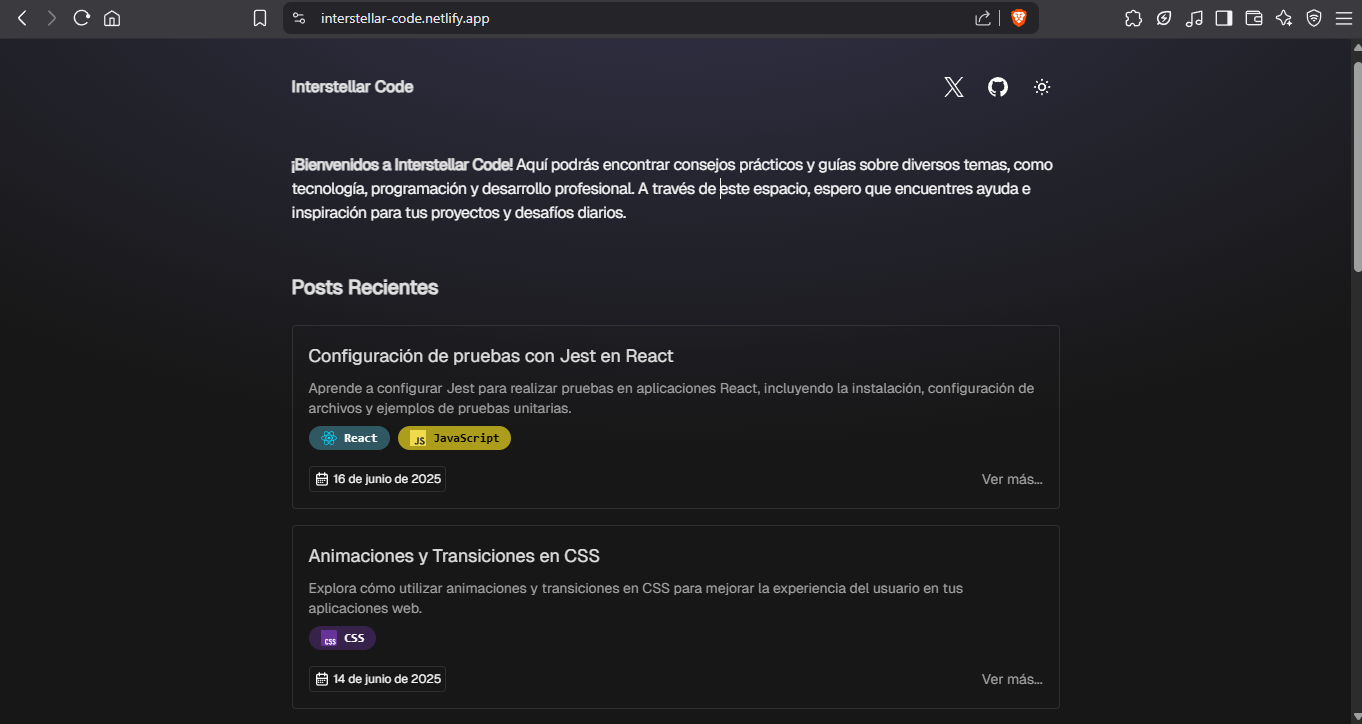 interstellar-code.netlify.app
Interstellar Code
¡Bienvenidos a Interstellar Code! Aquí podrás encontrar consejos prácticos y guías sobre diversos temas, como
tecnología, programación y desarrollo profesional. A través de este espacio, espero que encuentres ayuda e
inspiración para tus proyectos y desafíos diarios.
Posts Recientes
Configuración de pruebas con Jest en React
Aprende a configurar Jest para realizar pruebas en aplicaciones React, incluyendo la instalación, configuración de
archivos y ejemplos de pruebas unitarias.
React JS JavaScript
16 de junio de 2025 Ver más...
Animaciones y Transiciones en CSS
Explora cómo utilizar animaciones y transiciones en CSS para mejorar la experiencia del usuario en tus
aplicaciones web.
CSS CSS
14 de junio de 2025 Ver más...